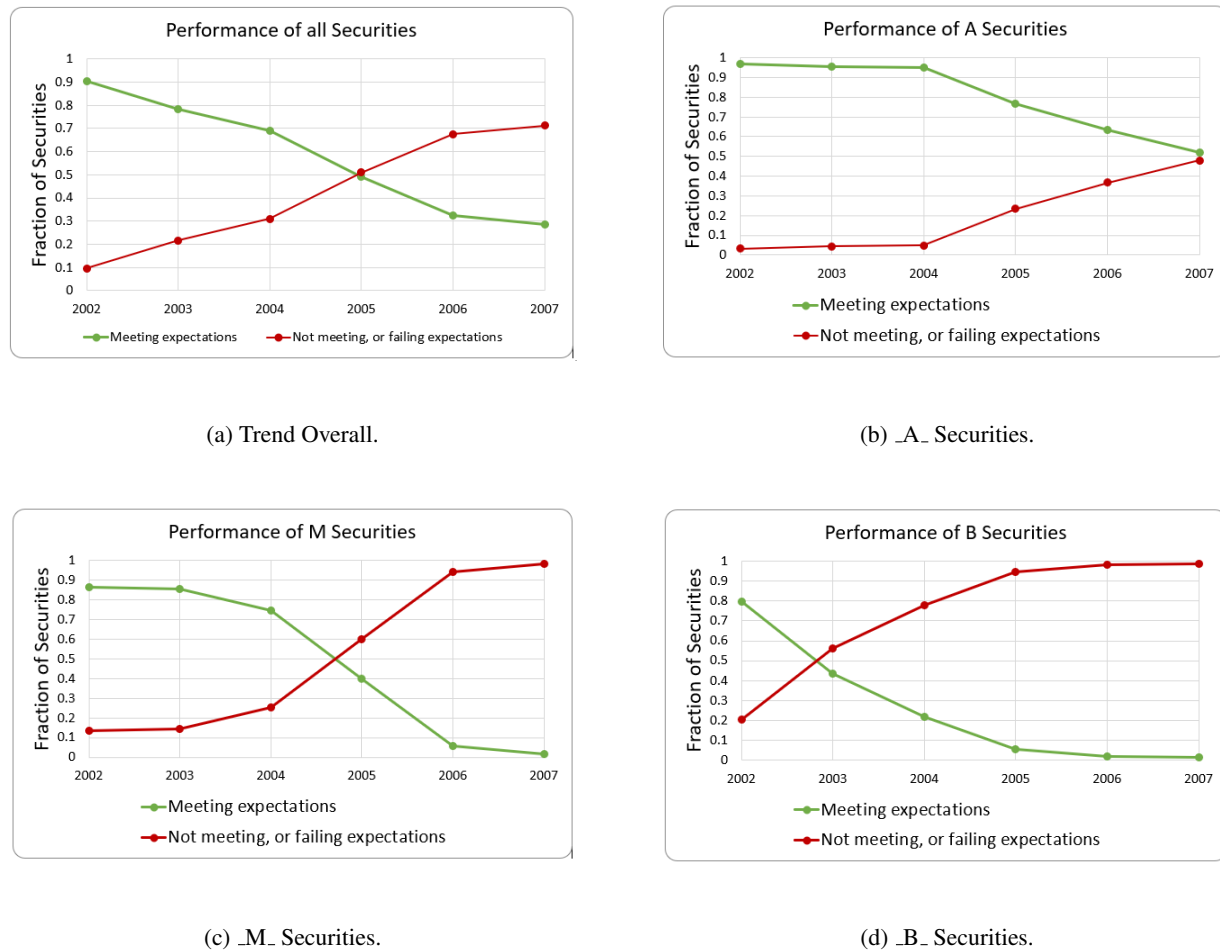 Performance of all Securities
Fraction of Securities
1
0.9
0.8
0.7
0.6
0.5
0.4
0.3
0.2
0.1
0
2002 2003 2004 2005 2006 2007
Meeting expectations Not meeting, or failing expectations
(a) Trend Overall.
Performance of A Securities
Fraction of Securities
1
0.9
0.8
0.7
0.6
0.5
0.4
0.3
0.2
0.1
0
2002 2003 2004 2005 2006 2007
Meeting expectations
Not meeting, or failing expectations
(b) _A_ Securities.
Performance of M Securities
Fraction of Securities
1
0.9
0.8
0.7
0.6
0.5
0.4
0.3
0.2
0.1
0
2002 2003 2004 2005 2006 2007
Meeting expectations
Not meeting, or failing expectations
(c) _M_ Securities.
Performance of B Securities
Fraction of Securities
1
0.9
0.8
0.7
0.6
0.5
0.4
0.3
0.2
0.1
0
2002 2003 2004 2005 2006 2007
Meeting expectations
Not meeting, or failing expectations
(d) _B_ Securities.